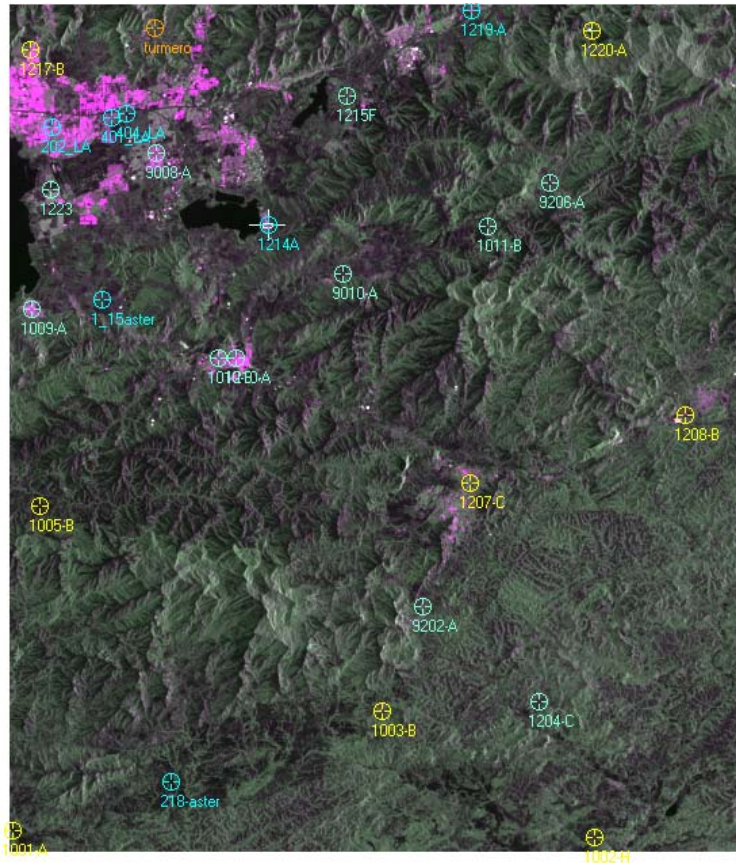 1219-A
turmero
1220-A
1217-B
1215F
404_LA
202_LA
9008-A
1223
9206-A
1011-B
1214A
9010-A
1_15aster
1009-A
1208-B
1207-C
1005-B
9202-A
1204-C
1003-B
218-aster
1001-A
1002-H